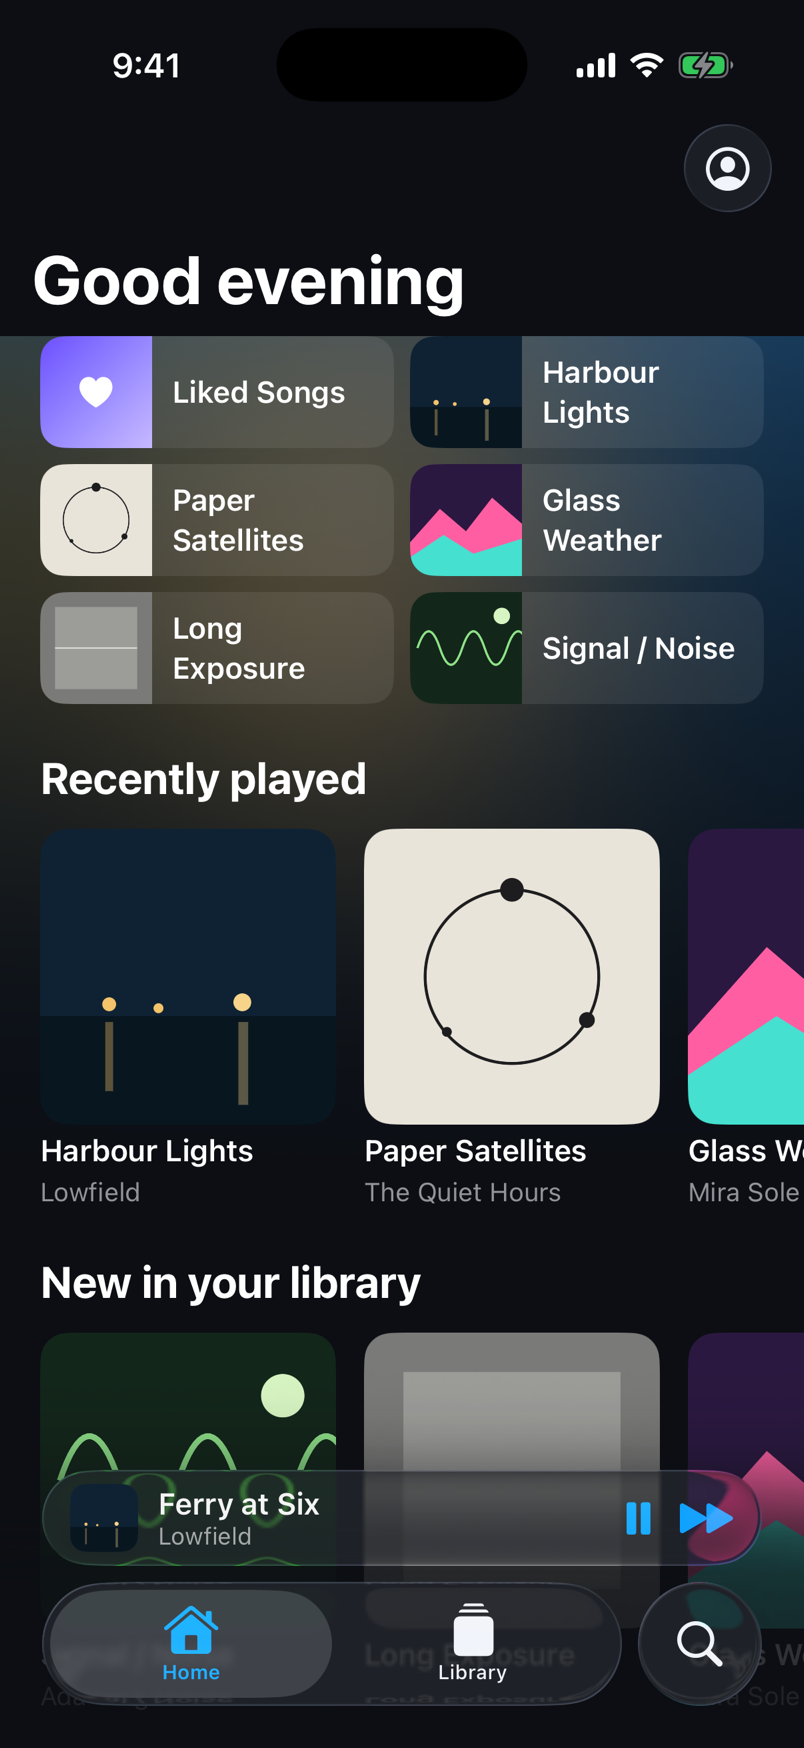 9:41
Good evening
Liked Songs
Harbour
Lights
Paper
Satellites
Glass
Weather
Long
Exposure
Signal / Noise
Recently played
Harbour Lights
Lowfield
Paper Satellites
The Quiet Hours
Glass W
Mira Sole
New in your library
Ferry at Six
Lowfield
Long Exposure
Home
Library